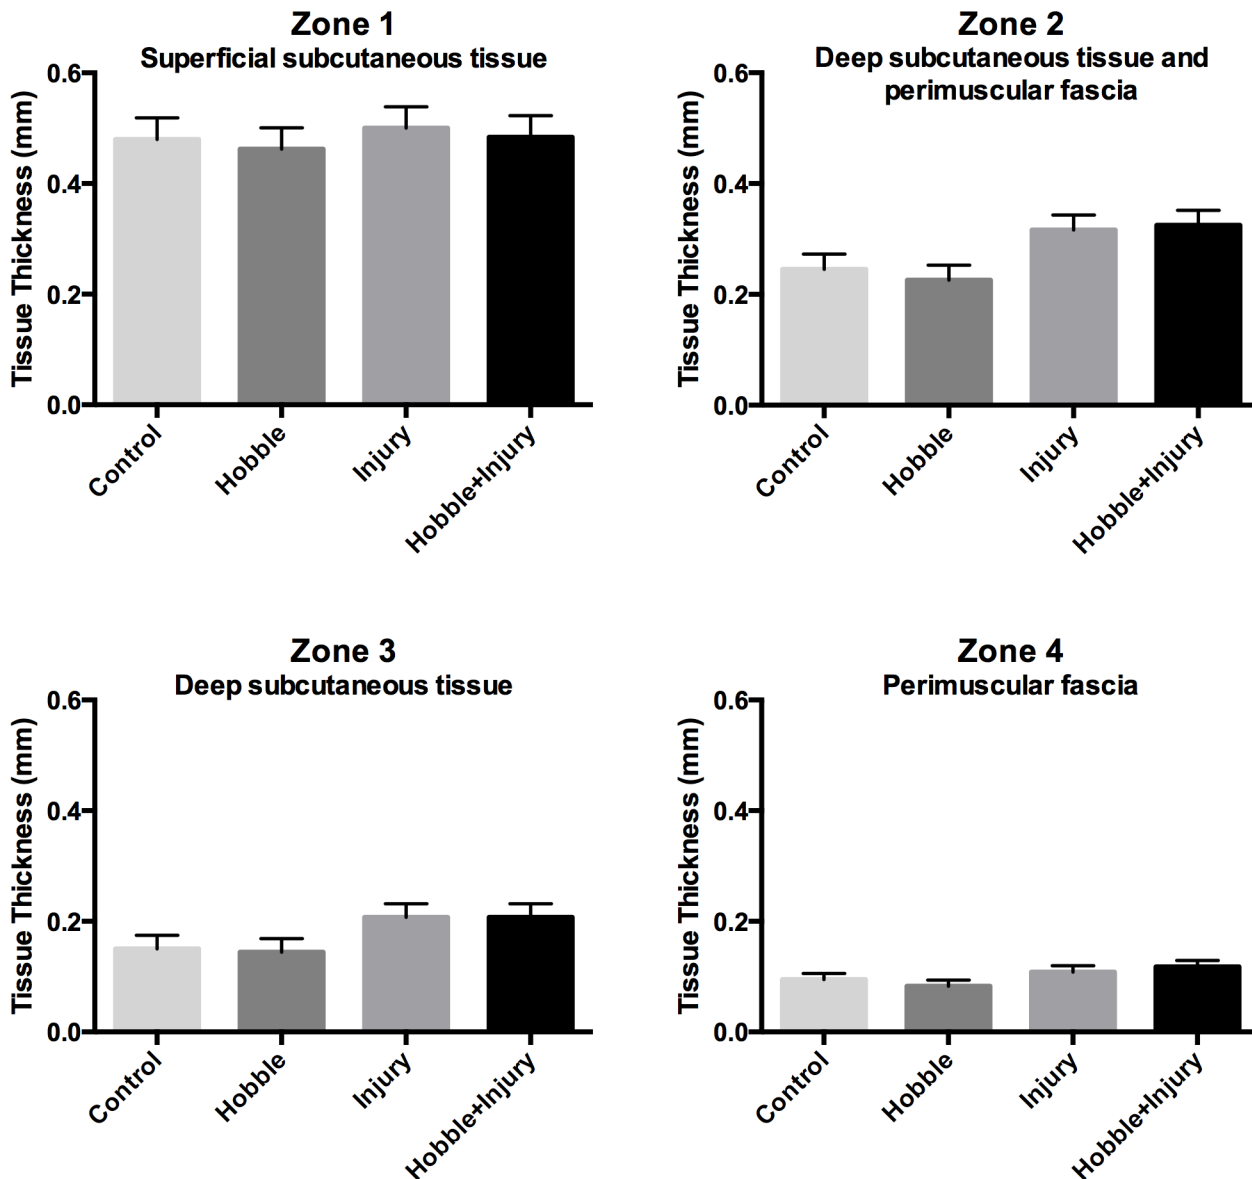 Zone 1
Superficial subcutaneous tissue
Tissue Thickness (mm)
0.6
0.4
0.2
0.0
Control
Hobble
Injury
Hobble+Injury
Zone 2
Deep subcutaneous tissue and
perimuscular fascia
Tissue Thickness (mm)
0.6
0.4
0.2
0.0
Control
Hobble
Injury
Hobble+Injury
Zone 3
Deep subcutaneous tissue
Tissue Thickness (mm)
0.6
0.4
0.2
0.0
Control
Hobble
Injury
Hobble+Injury
Zone 4
Perimuscular fascia
Tissue Thickness (mm)
0.6
0.4
0.2
0.0
Control
Hobble
Injury
Hobble+Injury